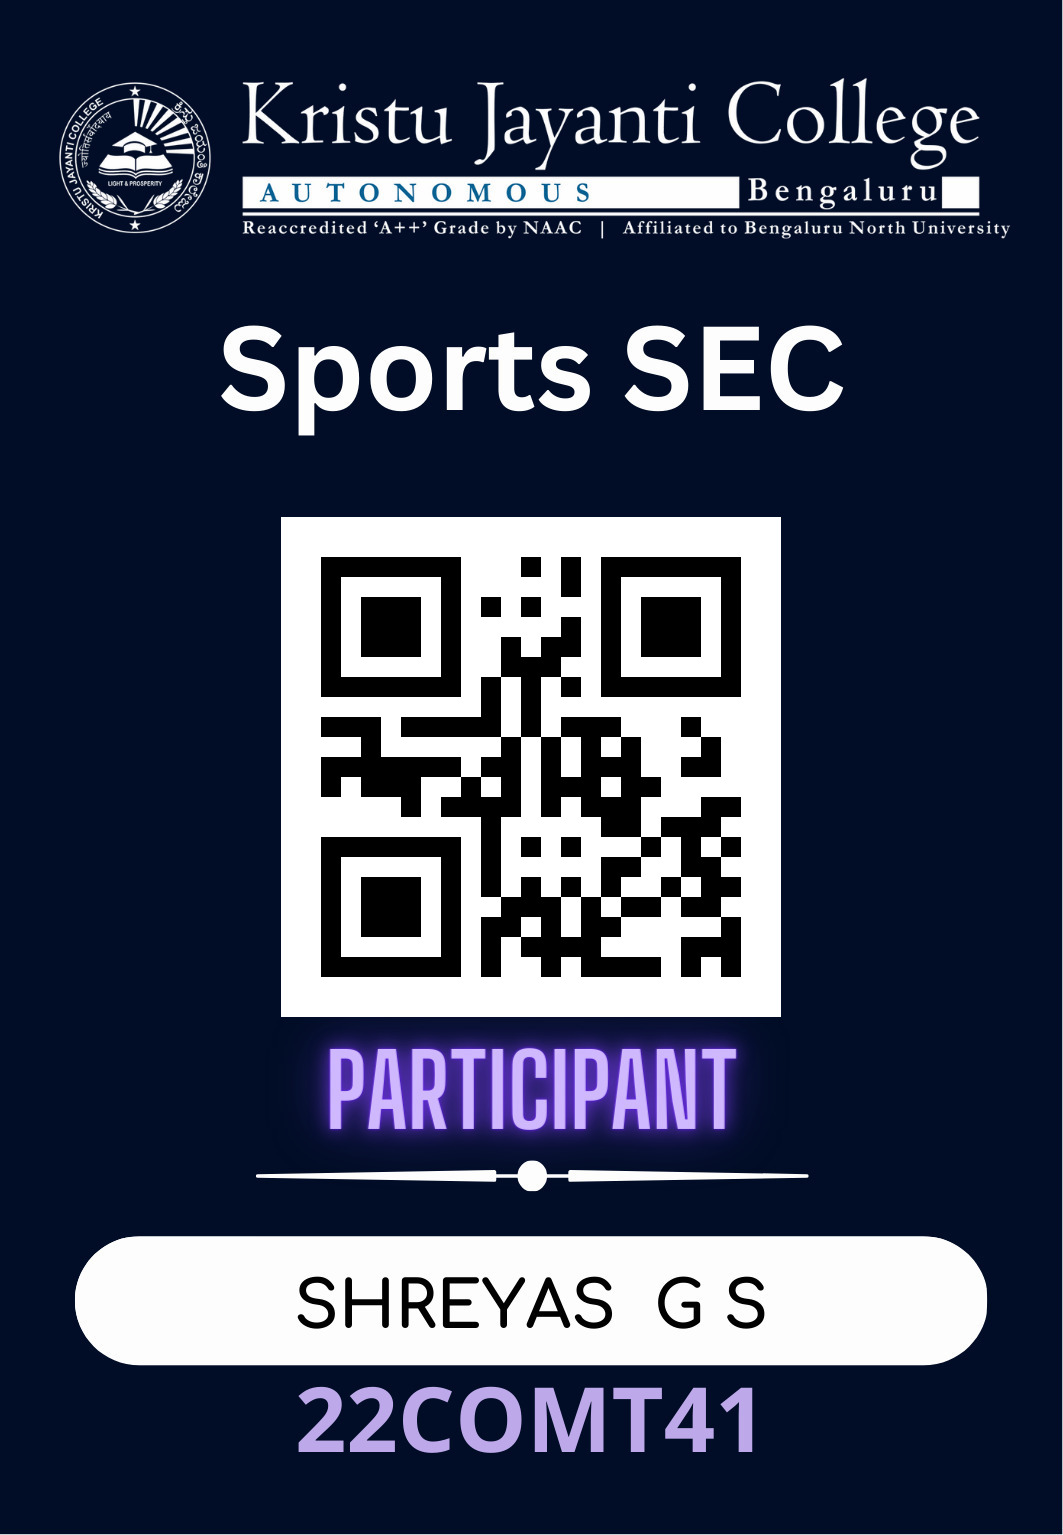 Kristu Jayanti College
AUTONOMOUS Bengaluru
Reaccredited ‘A++’ Grade by NAAC | Affiliated to Bengaluru North University
KRISTU JAYANTI COLLEGE
LIGHT & PROSPERITY
Sports SEC
PARTICIPANT
SHREYAS G S
22COMT41